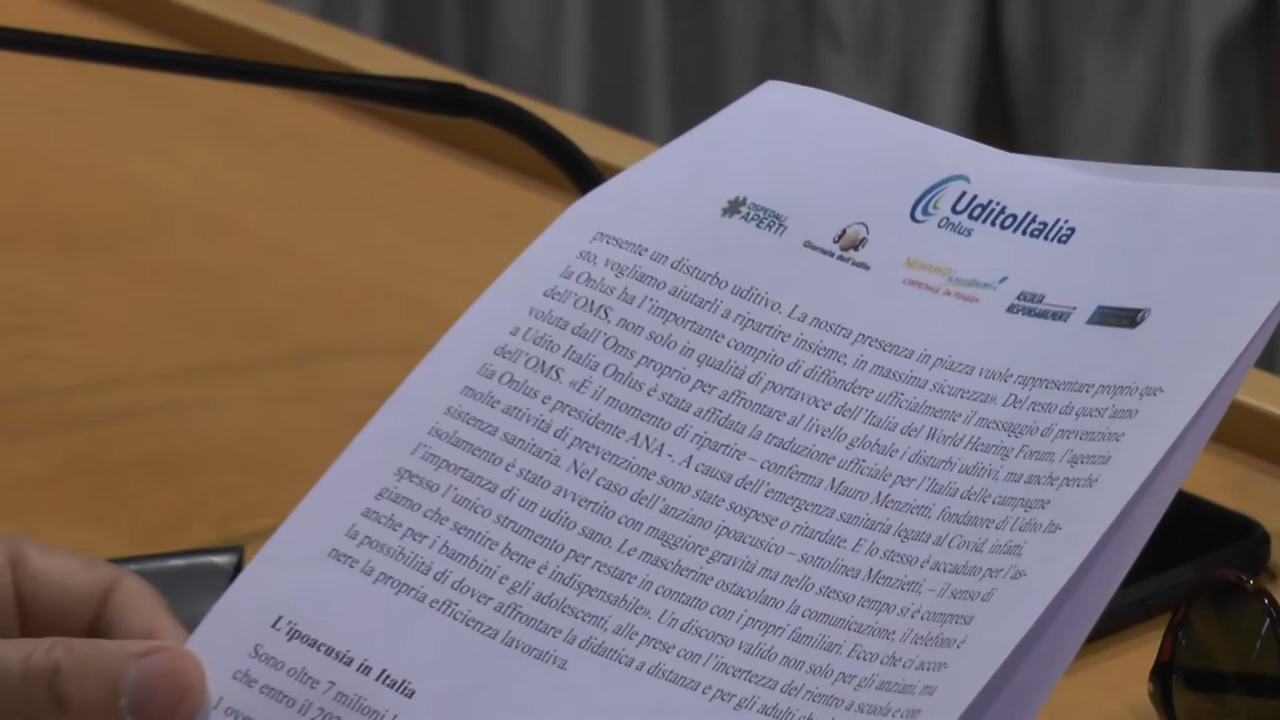 UditoItalia
Onlus
OSPEDALI
APERTI
Giornata dell'udito
ASCOLTA
RESPONSABILMENTE
presente un disturbo uditivo. La nostra presenza in piazza vuole rappresentare proprio que-
sto, vogliamo aiutarli a ripartire insieme, in massima sicurezza». Del resto da quest'anno
la Onlus ha l'importante compito di diffondere ufficialmente il messaggio di prevenzione
dell'OMS, non solo in qualità di portavoce dell'Italia del World Hearing Forum, l'agenzia
voluta dall'Oms proprio per affrontare al livello globale i disturbi uditivi, ma anche perché
a Udito Italia Onlus è stata affidata la traduzione ufficiale per l'Italia delle campagne
dell'OMS. «È il momento di ripartire – conferma Mauro Menzietti, fondatore di Udito Ita-
lia Onlus e presidente ANA -. A causa dell'emergenza sanitaria legata al Covid, infatti,
molte attività di prevenzione sono state sospese o ritardate. E lo stesso è accaduto per l'as-
sistenza sanitaria. Nel caso dell'anziano ipoacusico – sottolinea Menzietti, – il senso di
isolamento è stato avvertito con maggiore gravità ma nello stesso tempo si è compresa
l'importanza di un udito sano. Le mascherine ostacolano la comunicazione, il telefono è
spesso l'unico strumento per restare in contatto con i propri familiari. Ecco che ci accor-
giamo che sentire bene è indispensabile». Un discorso valido non solo per gli anziani, ma
anche per i bambini e gli adolescenti, alle prese con l'incertezza del rientro a scuola e con
la possibilità di dover affrontare la didattica a distanza e per gli adulti che
nere la propria efficienza lavorativa.
L'ipoacusia in Italia
Sono oltre 7 milioni
che entro il